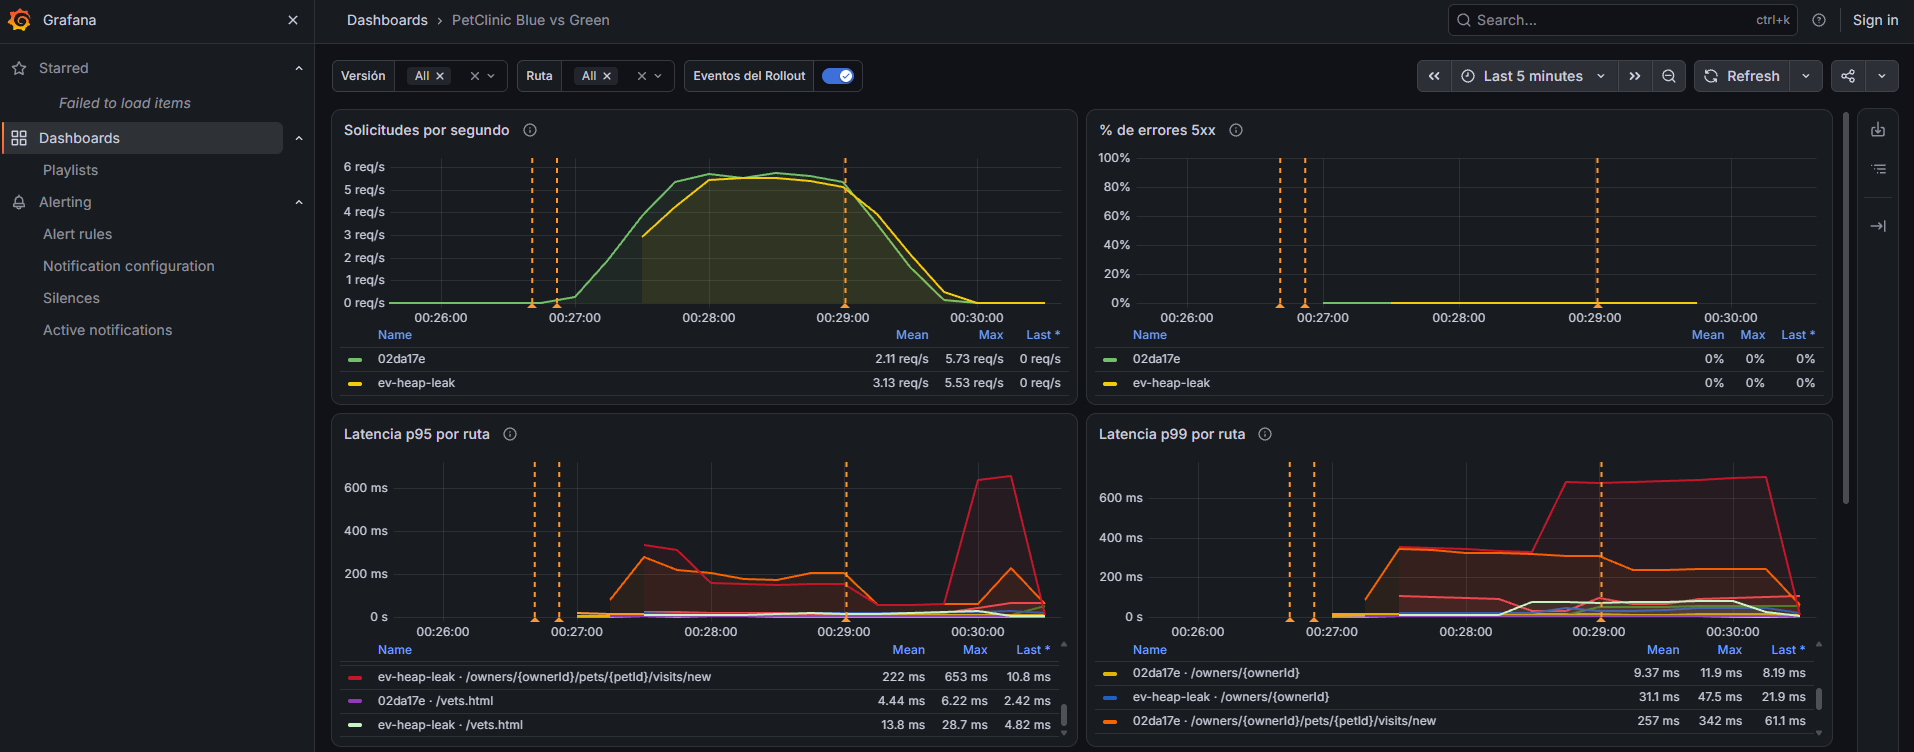 Grafana
Dashboards › PetClinic Blue vs Green
Search... ctrl+k
Sign in
Starred
Failed to load items
Dashboards
Playlists
Alerting
Alert rules
Notification configuration
Silences
Active notifications
Versión All Ruta All Eventos del Rollout
Last 5 minutes Refresh
Solicitudes por segundo
6 req/s
5 req/s
4 req/s
3 req/s
2 req/s
1 req/s
0 req/s
00:26:00 00:27:00 00:28:00 00:29:00 00:30:00
Name Mean Max Last *
02da17e 2.11 req/s 5.73 req/s 0 req/s
ev-heap-leak 3.13 req/s 5.53 req/s 0 req/s
% de errores 5xx
100%
80%
60%
40%
20%
0%
00:26:00 00:27:00 00:28:00 00:29:00 00:30:00
Name Mean Max Last *
02da17e 0% 0% 0%
ev-heap-leak 0% 0% 0%
Latencia p95 por ruta
600 ms
400 ms
200 ms
0 s
00:26:00 00:27:00 00:28:00 00:29:00 00:30:00
Name Mean Max Last *
ev-heap-leak · /owners/{ownerId}/pets/{petId}/visits/new 222 ms 653 ms 10.8 ms
02da17e · /vets.html 4.44 ms 6.22 ms 2.42 ms
ev-heap-leak · /vets.html 13.8 ms 28.7 ms 4.82 ms
Latencia p99 por ruta
600 ms
400 ms
200 ms
0 s
00:26:00 00:27:00 00:28:00 00:29:00 00:30:00
Name Mean Max Last *
02da17e · /owners/{ownerId} 9.37 ms 11.9 ms 8.19 ms
ev-heap-leak · /owners/{ownerId} 31.1 ms 47.5 ms 21.9 ms
02da17e · /owners/{ownerId}/pets/{petId}/visits/new 257 ms 342 ms 61.1 ms